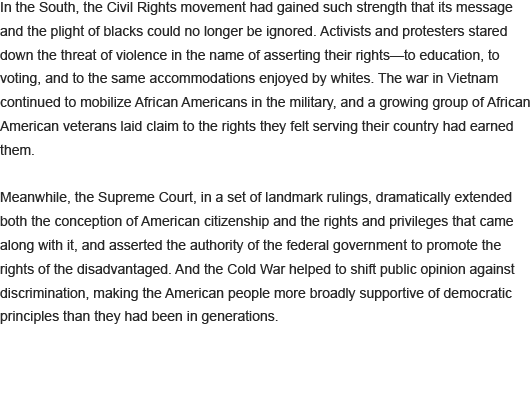 In the South, the Civil Rights movement had gained such strength that its message
and the plight of blacks could no longer be ignored. Activists and protesters stared
down the threat of violence in the name of asserting their rights—to education, to
voting, and to the same accommodations enjoyed by whites. The war in Vietnam
continued to mobilize African Americans in the military, and a growing group of African
American veterans laid claim to the rights they felt serving their country had earned
them.
Meanwhile, the Supreme Court, in a set of landmark rulings, dramatically extended
both the conception of American citizenship and the rights and privileges that came
along with it, and asserted the authority of the federal government to promote the
rights of the disadvantaged. And the Cold War helped to shift public opinion against
discrimination, making the American people more broadly supportive of democratic
principles than they had been in generations.